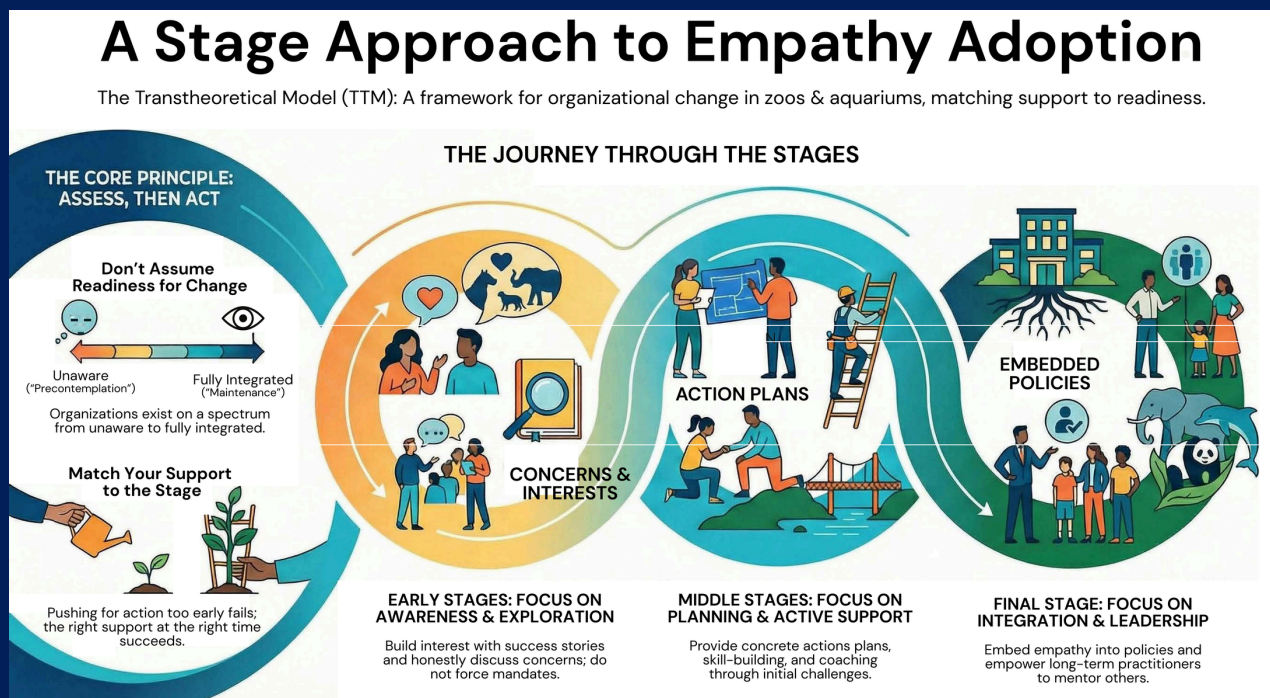 A Stage Approach to Empathy Adoption
The Transtheoretical Model (TTM): A framework for organizational change in zoos & aquariums, matching support to readiness.
THE CORE PRINCIPLE:
ASSESS, THEN ACT
Don't Assume
Readiness for Change
Unaware
("Precontemplation")
Fully Integrated
("Maintenance")
Organizations exist on a spectrum
from unaware to fully integrated.
Match Your Support
to the Stage
Pushing for action too early fails;
the right support at the right time
succeeds.
THE JOURNEY THROUGH THE STAGES
CONCERNS &
INTERESTS
EARLY STAGES: FOCUS ON
AWARENESS & EXPLORATION
Build interest with success stories
and honestly discuss concerns; do
not force mandates.
ACTION PLANS
MIDDLE STAGES: FOCUS ON
PLANNING & ACTIVE SUPPORT
Provide concrete actions plans,
skill-building, and coaching
through initial challenges.
EMBEDDED
POLICIES
FINAL STAGE: FOCUS ON
INTEGRATION & LEADERSHIP
Embed empathy into policies and
empower long-term practitioners
to mentor others.